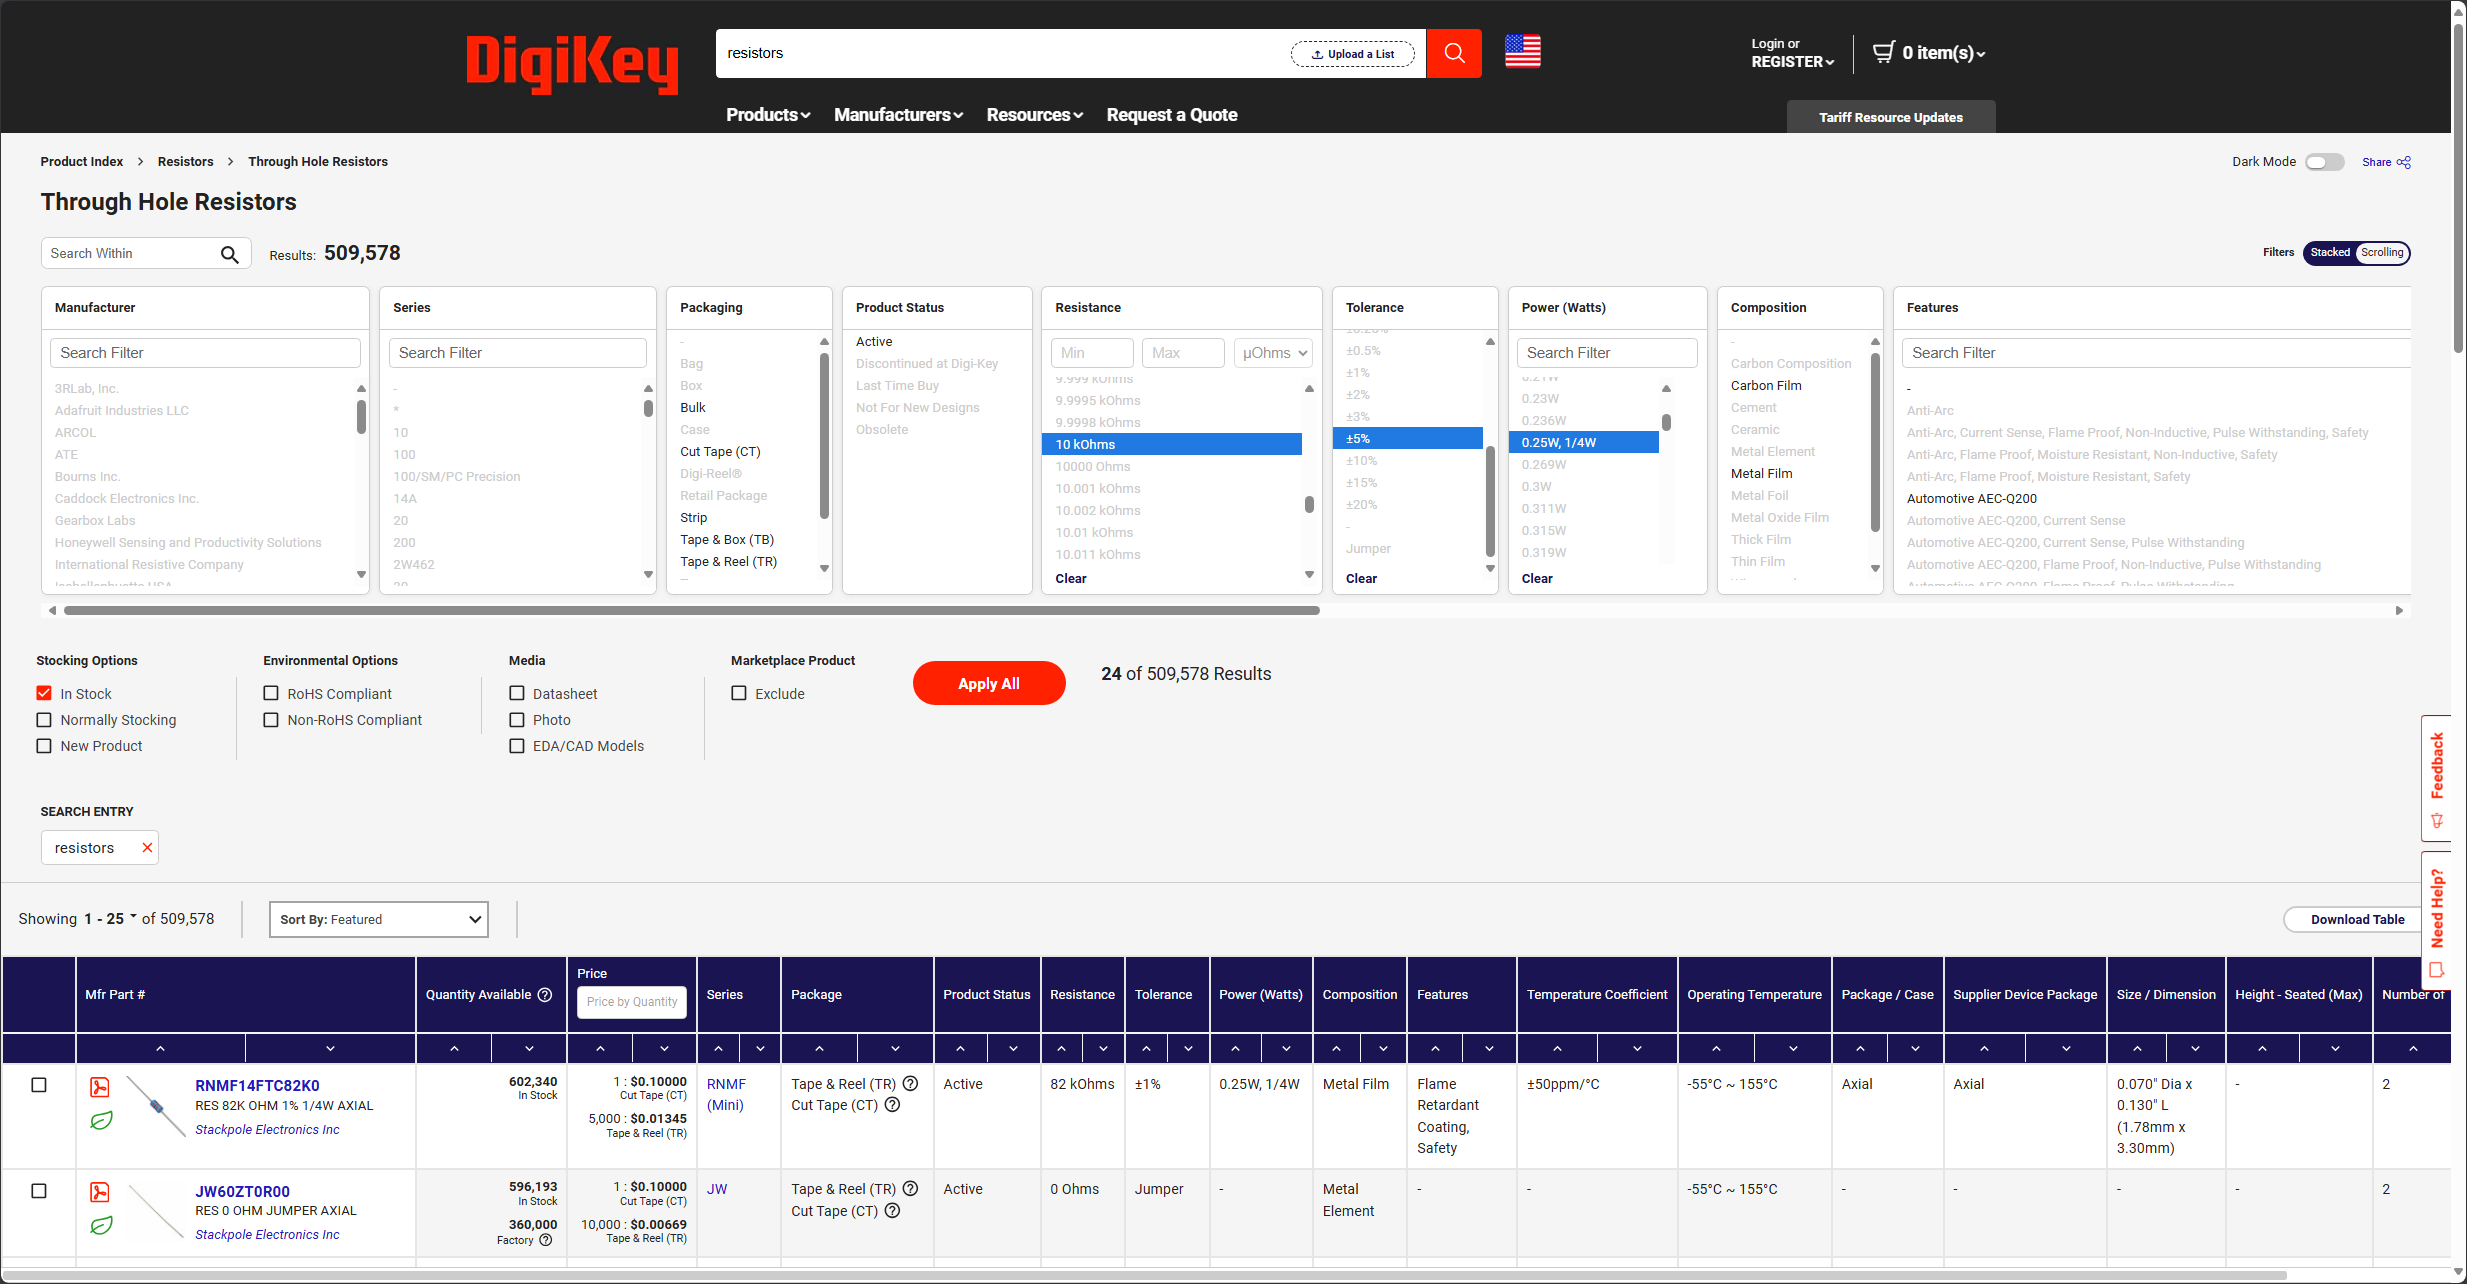 DigiKey
resistors
Upload a List
Login or
REGISTER
0 item(s)
Products
Manufacturers
Resources
Request a Quote
Tariff Resource Updates
Product Index > Resistors > Through Hole Resistors
Dark Mode
Share
Through Hole Resistors
Search Within
Results: 509,578
Filters
Stacked
Scrolling
Manufacturer
Search Filter
3RLab, Inc.
Adafruit Industries LLC
ARCOL
ATE
Bourns Inc.
Caddock Electronics Inc.
Gearbox Labs
Honeywell Sensing and Productivity Solutions
International Resistive Company
Series
Search Filter
-
*
10
100
100/SM/PC Precision
14A
20
200
2W462
Packaging
-
Bag
Box
Bulk
Case
Cut Tape (CT)
Digi-Reel®
Retail Package
Strip
Tape & Box (TB)
Tape & Reel (TR)
Product Status
Active
Discontinued at Digi-Key
Last Time Buy
Not For New Designs
Obsolete
Resistance
Min
Max
µOhms
9.999 kOhms
9.9995 kOhms
9.9998 kOhms
10 kOhms
10000 Ohms
10.001 kOhms
10.002 kOhms
10.01 kOhms
10.011 kOhms
Clear
Tolerance
±0.5%
±1%
±2%
±3%
±5%
±10%
±15%
±20%
-
Jumper
Clear
Power (Watts)
Search Filter
0.23W
0.236W
0.25W, 1/4W
0.269W
0.3W
0.311W
0.315W
0.319W
Clear
Composition
-
Carbon Composition
Carbon Film
Cement
Ceramic
Metal Element
Metal Film
Metal Foil
Metal Oxide Film
Thick Film
Thin Film
Features
Search Filter
-
Anti-Arc
Anti-Arc, Current Sense, Flame Proof, Non-Inductive, Pulse Withstanding, Safety
Anti-Arc, Flame Proof, Moisture Resistant, Non-Inductive, Safety
Anti-Arc, Flame Proof, Moisture Resistant, Safety
Automotive AEC-Q200
Automotive AEC-Q200, Current Sense
Automotive AEC-Q200, Current Sense, Pulse Withstanding
Automotive AEC-Q200, Flame Proof, Non-Inductive, Pulse Withstanding
Automotive AEC-Q200, Flame Proof, Pulse Withstanding
Stocking Options
In Stock
Normally Stocking
New Product
Environmental Options
RoHS Compliant
Non-RoHS Compliant
Media
Datasheet
Photo
EDA/CAD Models
Marketplace Product
Exclude
Apply All
24 of 509,578 Results
Feedback
Need Help?
SEARCH ENTRY
resistors
Showing 1 - 25 of 509,578
Sort By: Featured
Download Table
Mfr Part #
Quantity Available
Price
Price by Quantity
Series
Package
Product Status
Resistance
Tolerance
Power (Watts)
Composition
Features
Temperature Coefficient
Operating Temperature
Package / Case
Supplier Device Package
Size / Dimension
Height - Seated (Max)
Number of
RNMF14FTC82K0
RES 82K OHM 1% 1/4W AXIAL
Stackpole Electronics Inc
602,340
In Stock
1 : $0.10000
Cut Tape (CT)
5,000 : $0.01345
Tape & Reel (TR)
RNMF
(Mini)
Tape & Reel (TR)
Cut Tape (CT)
Active
82 kOhms
±1%
0.25W, 1/4W
Metal Film
Flame
Retardant
Coating,
Safety
±50ppm/°C
-55°C ~ 155°C
Axial
Axial
0.070" Dia x
0.130" L
(1.78mm x
3.30mm)
-
2
JW60ZT0R00
RES 0 OHM JUMPER AXIAL
Stackpole Electronics Inc
596,193
In Stock
360,000
Factory
1 : $0.10000
Cut Tape (CT)
10,000 : $0.00669
Tape & Reel (TR)
JW
Tape & Reel (TR)
Cut Tape (CT)
Active
0 Ohms
Jumper
-
Metal
Element
-
-
-55°C ~ 155°C
-
-
-
-
2